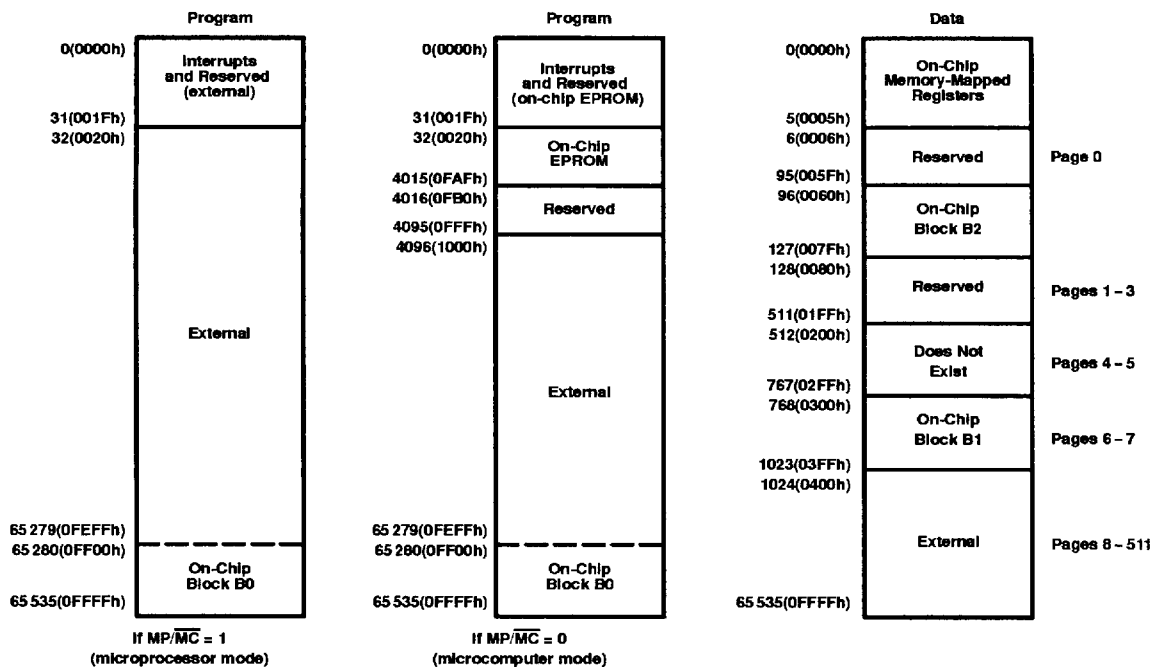 Program
0(0000h)
Interrupts
and Reserved
(external)
31(001Fh)
32(0020h)
External
65 279(0FEFFh)
65 280(0FF00h)
On-Chip
Block B0
65 535(0FFFFh)
If MP/MC = 1
(microprocessor mode)
Program
0(0000h)
Interrupts
and Reserved
(on-chip EPROM)
31(001Fh)
32(0020h)
On-Chip
EPROM
4015(0FAFh)
4016(0FB0h)
Reserved
4095(0FFFh)
4096(1000h)
External
65 279(0FEFFh)
65 280(0FF00h)
On-Chip
Block B0
65 535(0FFFFh)
If MP/MC = 0
(microcomputer mode)
Data
0(0000h)
On-Chip
Memory-Mapped
Registers
5(0005h)
6(0006h)
Reserved
Page 0
95(005Fh)
96(0060h)
On-Chip
Block B2
127(007Fh)
128(0080h)
Reserved
Pages 1 – 3
511(01FFh)
512(0200h)
Does Not
Exist
Pages 4 – 5
767(02FFh)
768(0300h)
On-Chip
Block B1
Pages 6 – 7
1023(03FFh)
1024(0400h)
External
Pages 8 – 511
65 535(0FFFFh)